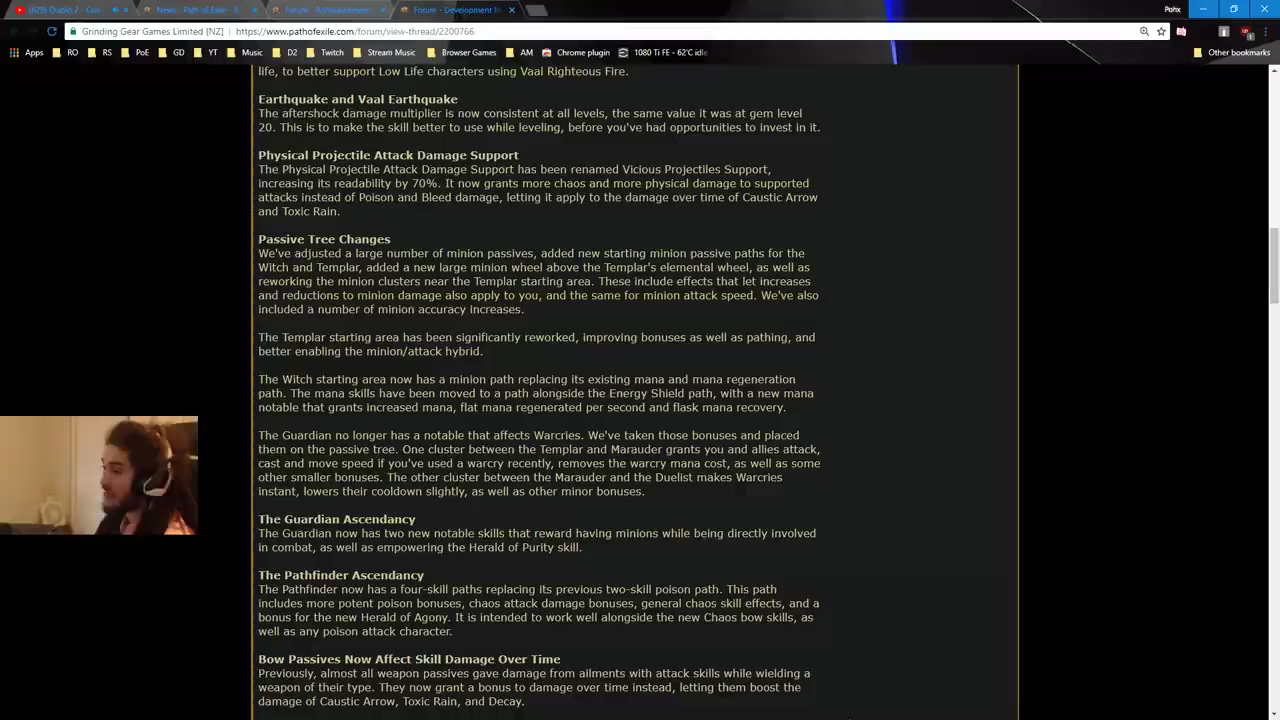 (629) Diablo 2 - Con
News - Path of Exile - R
Forum - Announcements
Forum - Development M
Pohx
Grinding Gear Games Limited [NZ] | https://www.pathofexile.com/forum/view-thread/2200766
Apps RO RS PoE GD YT Music D2 Twitch Stream Music Browser Games AM Chrome plugin 1080 Ti FE - 62°C idle Other bookmarks
life, to better support Low Life characters using Vaal Righteous Fire.
Earthquake and Vaal Earthquake
The aftershock damage multiplier is now consistent at all levels, the same value it was at gem level
20. This is to make the skill better to use while leveling, before you've had opportunities to invest in it.
Physical Projectile Attack Damage Support
The Physical Projectile Attack Damage Support has been renamed Vicious Projectiles Support,
increasing its readability by 70%. It now grants more chaos and more physical damage to supported
attacks instead of Poison and Bleed damage, letting it apply to the damage over time of Caustic Arrow
and Toxic Rain.
Passive Tree Changes
We've adjusted a large number of minion passives, added new starting minion passive paths for the
Witch and Templar, added a new large minion wheel above the Templar's elemental wheel, as well as
reworking the minion clusters near the Templar starting area. These include effects that let increases
and reductions to minion damage also apply to you, and the same for minion attack speed. We've also
included a number of minion accuracy increases.
The Templar starting area has been significantly reworked, improving bonuses as well as pathing, and
better enabling the minion/attack hybrid.
The Witch starting area now has a minion path replacing its existing mana and mana regeneration
path. The mana skills have been moved to a path alongside the Energy Shield path, with a new mana
notable that grants increased mana, flat mana regenerated per second and flask mana recovery.
The Guardian no longer has a notable that affects Warcries. We've taken those bonuses and placed
them on the passive tree. One cluster between the Templar and Marauder grants you and allies attack,
cast and move speed if you've used a warcry recently, removes the warcry mana cost, as well as some
other smaller bonuses. The other cluster between the Marauder and the Duelist makes Warcries
instant, lowers their cooldown slightly, as well as other minor bonuses.
The Guardian Ascendancy
The Guardian now has two new notable skills that reward having minions while being directly involved
in combat, as well as empowering the Herald of Purity skill.
The Pathfinder Ascendancy
The Pathfinder now has a four-skill paths replacing its previous two-skill poison path. This path
includes more potent poison bonuses, chaos attack damage bonuses, general chaos skill effects, and a
bonus for the new Herald of Agony. It is intended to work well alongside the new Chaos bow skills, as
well as any poison attack character.
Bow Passives Now Affect Skill Damage Over Time
Previously, almost all weapon passives gave damage from ailments with attack skills while wielding a
weapon of their type. They now grant a bonus to damage over time instead, letting them boost the
damage of Caustic Arrow, Toxic Rain, and Decay.